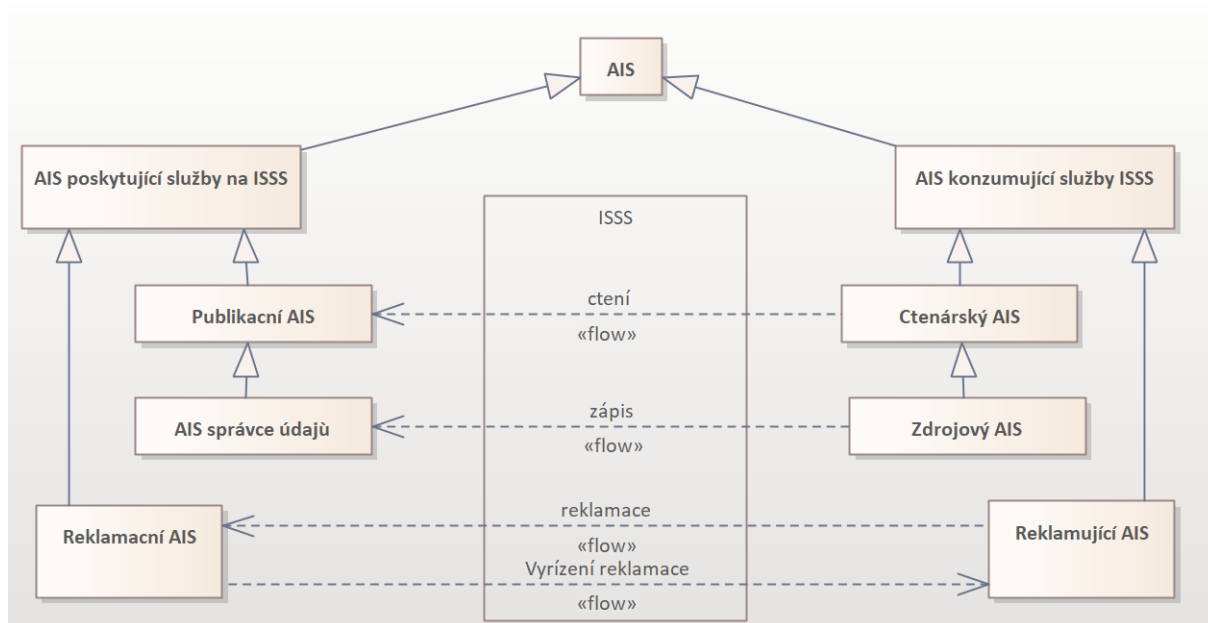 AIS
AIS poskytující služby na ISSS
AIS konzumující služby ISSS
ISSS
ctení
Publikacní AIS
Ctenárský AIS
«flow»
zápis
AIS správce údajù
Zdrojový AIS
«flow»
reklamace
Reklamacní AIS
Reklamující AIS
«flow»
Vyrízení reklamace
«flow»